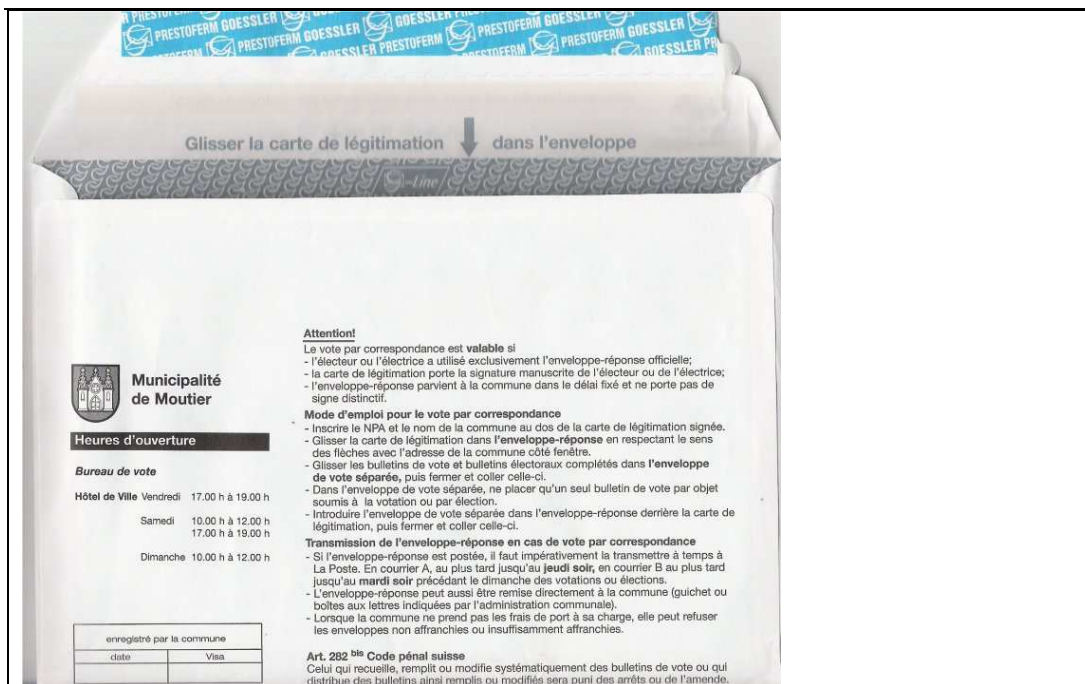 PRESTOFERM GOESSLER PRESTOFERM GOESSLER PRESTOFERM GOESSLER
Glisser la carte de légitimation dans l'enveloppe
-Line
Municipalité
de Moutier
Heures d'ouverture
Bureau de vote
Hôtel de Ville Vendredi 17.00 h à 19.00 h
Samedi 10.00 h à 12.00 h
17.00 h à 19.00 h
Dimanche 10.00 h à 12.00 h
enregistré par la commune
date Visa
Attention!
Le vote par correspondance est valable si
- l'électeur ou l'électrice a utilisé exclusivement l'enveloppe-réponse officielle;
- la carte de légitimation porte la signature manuscrite de l'électeur ou de l'électrice;
- l'enveloppe-réponse parvient à la commune dans le délai fixé et ne porte pas de
signe distinctif.
Mode d'emploi pour le vote par correspondance
- Inscrire le NPA et le nom de la commune au dos de la carte de légitimation signée.
- Glisser la carte de légitimation dans l'enveloppe-réponse en respectant le sens
des flèches avec l'adresse de la commune côté fenêtre.
- Glisser les bulletins de vote et bulletins électoraux complétés dans l'enveloppe
de vote séparée, puis fermer et coller celle-ci.
- Dans l'enveloppe de vote séparée, ne placer qu'un seul bulletin de vote par objet
soumis à la votation ou par élection.
- Introduire l'enveloppe de vote séparée dans l'enveloppe-réponse derrière la carte de
légitimation, puis fermer et coller celle-ci.
Transmission de l'enveloppe-réponse en cas de vote par correspondance
- Si l'enveloppe-réponse est postée, il faut impérativement la transmettre à temps à
La Poste. En courrier A, au plus tard jusqu'au jeudi soir, en courrier B au plus tard
jusqu'au mardi soir précédant le dimanche des votations ou élections.
- L'enveloppe-réponse peut aussi être remise directement à la commune (guichet ou
boîtes aux lettres indiquées par l'administration communale).
- Lorsque la commune ne prend pas les frais de port à sa charge, elle peut refuser
les enveloppes non affranchies ou insuffisamment affranchies.
Art. 282 bis Code pénal suisse
Celui qui recueille, remplit ou modifie systématiquement des bulletins de vote ou qui
distribue des bulletins ainsi remplis ou modifiés sera puni des arrêts ou de l'amende.